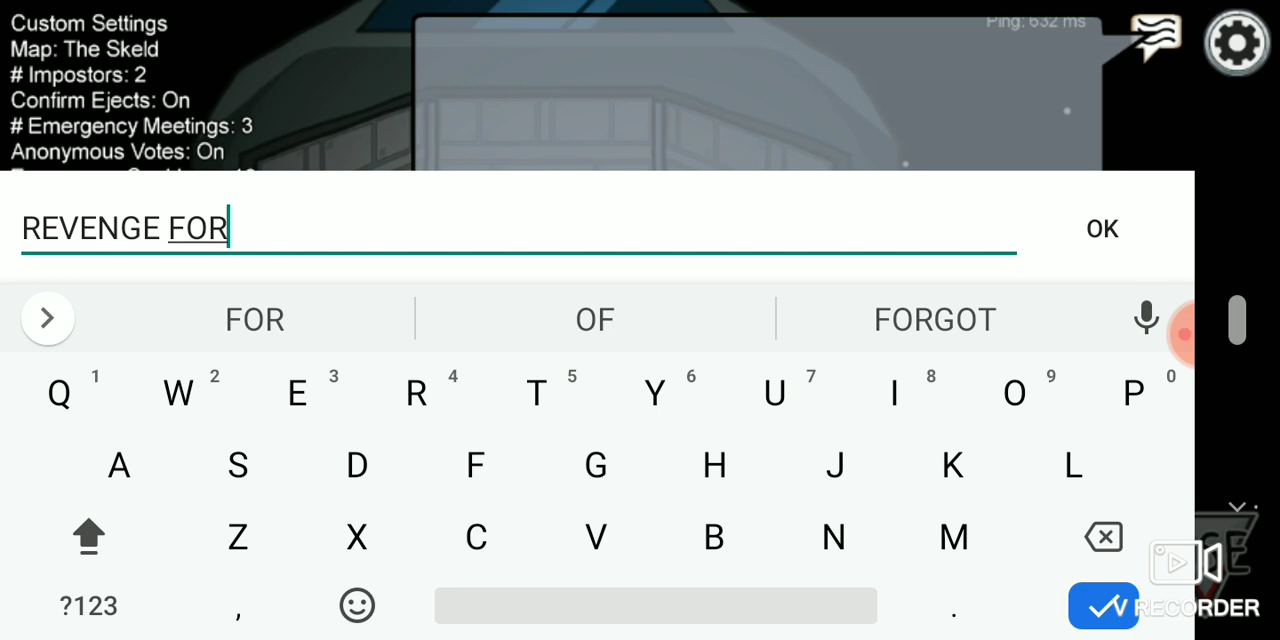 Custom Settings
Map: The Skeld
# Impostors: 2
Confirm Ejects: On
# Emergency Meetings: 3
Anonymous Votes: On
Ping: 632 ms
REVENGE FOR
OK
FOR OF FORGOT
Q 1 W 2 E 3 R 4 T 5 Y 6 U 7 I 8 O 9 P 0
A S D F G H J K L
Z X C V B N M
?123 , .
V RECORDER